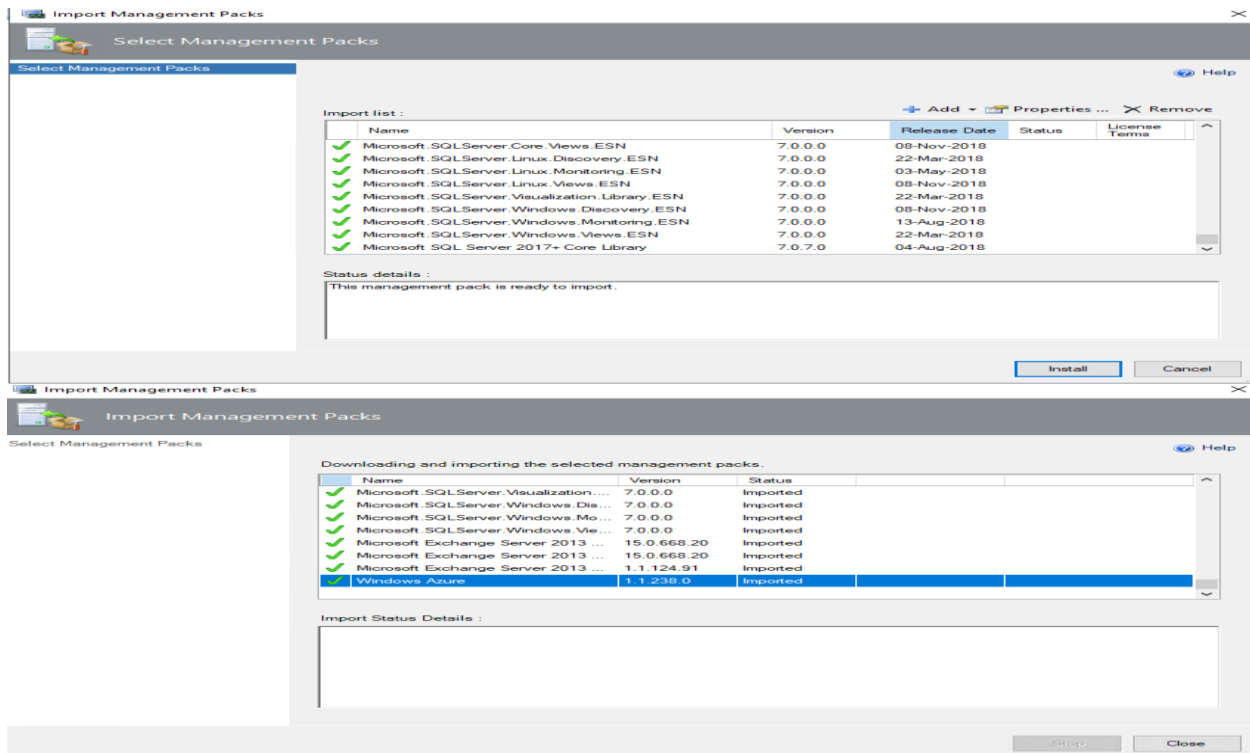 Import Management Packs
Select Management Packs
Select Management Packs
Help
Import list :
Add Properties ... Remove
Name Version Release Date Status License Terms
Microsoft.SQLServer.Core.Views.ESN 7.0.0.0 08-Nov-2018
Microsoft.SQLServer.Linux.Discovery.ESN 7.0.0.0 22-Mar-2018
Microsoft.SQLServer.Linux.Monitoring.ESN 7.0.0.0 03-May-2018
Microsoft.SQLServer.Linux.Views.ESN 7.0.0.0 08-Nov-2018
Microsoft.SQLServer.Visualization.Library.ESN 7.0.0.0 22-Mar-2018
Microsoft.SQLServer.Windows.Discovery.ESN 7.0.0.0 08-Nov-2018
Microsoft.SQLServer.Windows.Monitoring.ESN 7.0.0.0 13-Aug-2018
Microsoft.SQLServer.Windows.Views.ESN 7.0.0.0 22-Mar-2018
Microsoft SQL Server 2017+ Core Library 7.0.7.0 04-Aug-2018
Status details :
This management pack is ready to import.
Install Cancel
Import Management Packs
Import Management Packs
Select Management Packs
Help
Downloading and importing the selected management packs.
Name Version Status
Microsoft.SQLServer.Visualization.... 7.0.0.0 Imported
Microsoft.SQLServer.Windows.Dis... 7.0.0.0 Imported
Microsoft.SQLServer.Windows.Mo... 7.0.0.0 Imported
Microsoft.SQLServer.Windows.Vie... 7.0.0.0 Imported
Microsoft Exchange Server 2013 ... 15.0.668.20 Imported
Microsoft Exchange Server 2013 ... 15.0.668.20 Imported
Microsoft Exchange Server 2013 ... 1.1.124.91 Imported
Windows Azure 1.1.238.0 Imported
Import Status Details :
Stop Close